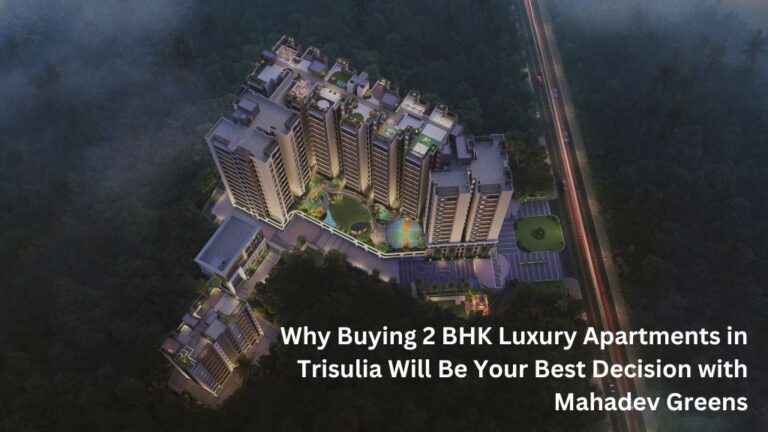 Why Buying 2 BHK Luxury Apartments in
Trisulia Will Be Your Best Decision with
Mahadev Greens